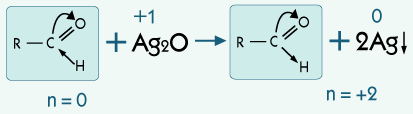 +1 0
R — C O H + Ag₂O → R — C O H + 2Ag↓
n = 0 n = +2